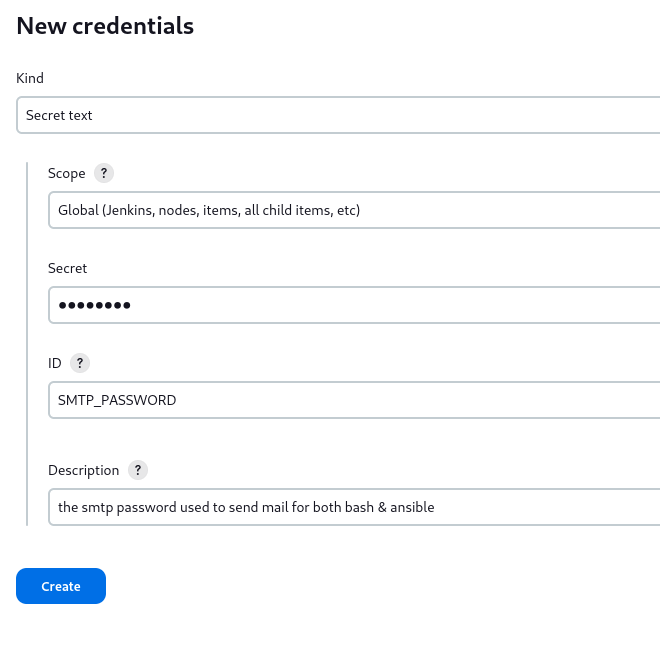 New credentials
Kind
Secret text
Scope ?
Global (Jenkins, nodes, items, all child items, etc)
Secret
••••••••
ID ?
SMTP_PASSWORD
Description ?
the smtp password used to send mail for both bash & ansible
Create